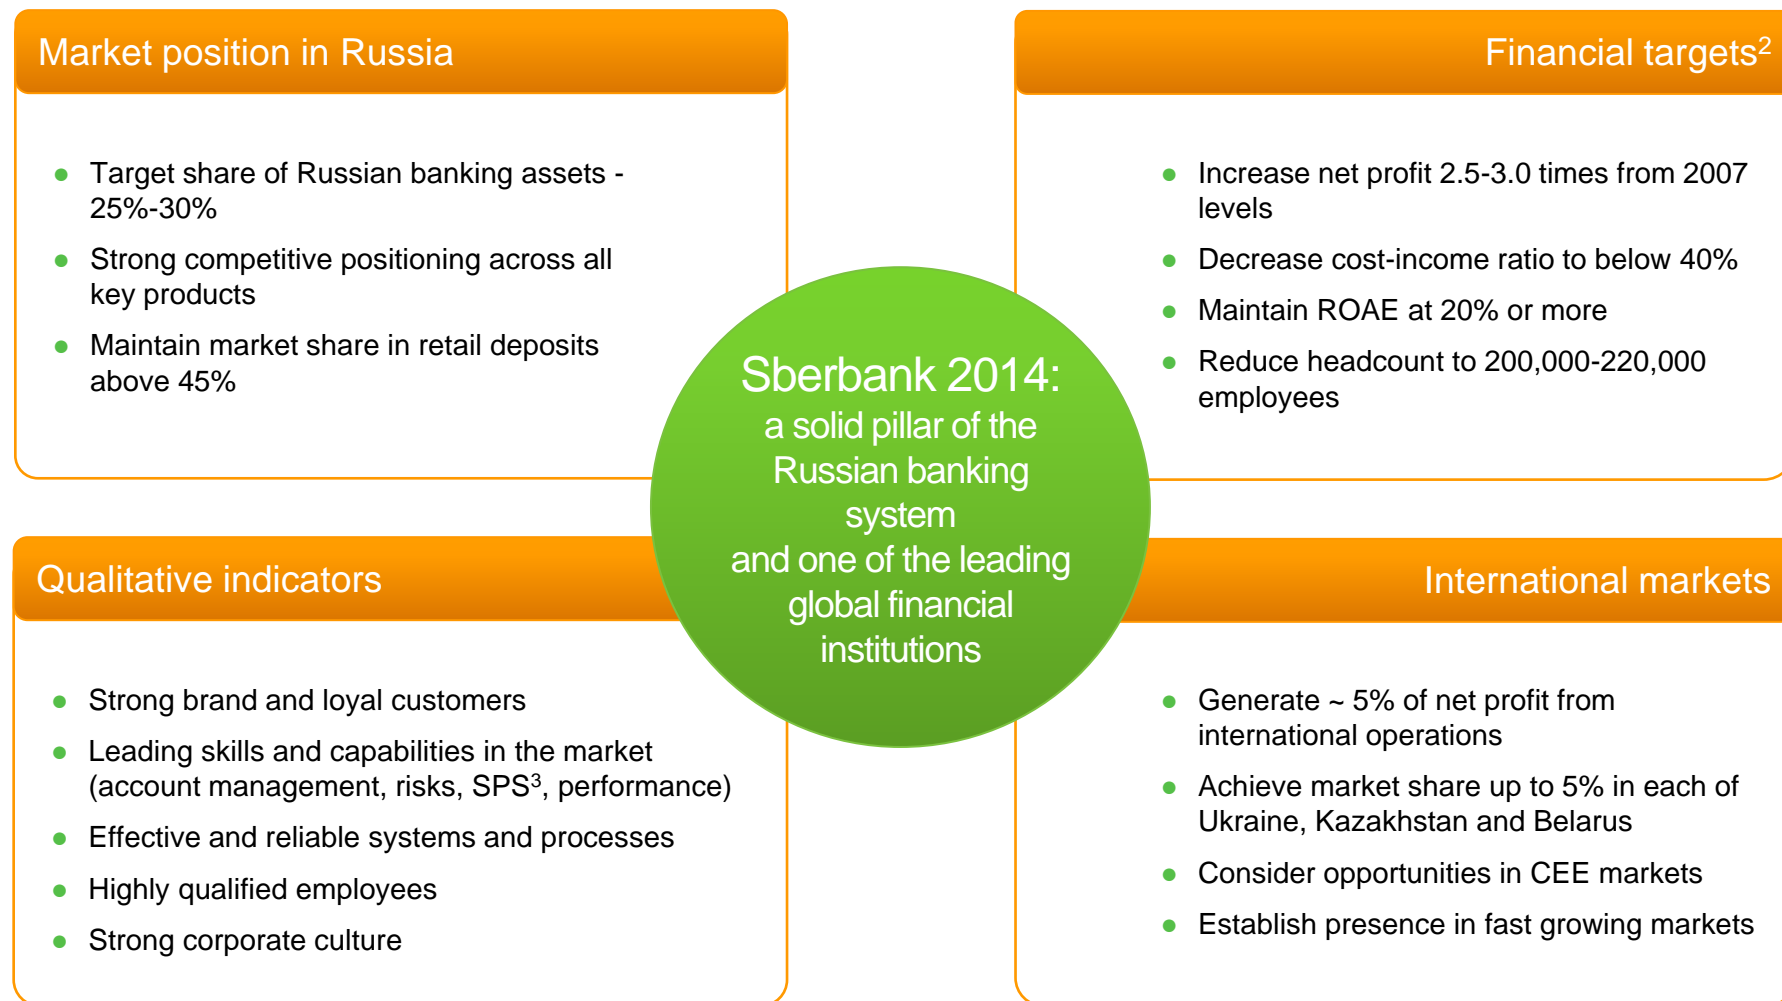 Market position in Russia
● Target share of Russian banking assets -
25%-30%
● Strong competitive positioning across all
key products
● Maintain market share in retail deposits
above 45%
Financial targets²
● Increase net profit 2.5-3.0 times from 2007
levels
● Decrease cost-income ratio to below 40%
● Maintain ROAE at 20% or more
● Reduce headcount to 200,000-220,000
employees
Sberbank 2014:
a solid pillar of the
Russian banking
system
and one of the leading
global financial
institutions
Qualitative indicators
● Strong brand and loyal customers
● Leading skills and capabilities in the market
(account management, risks, SPS³, performance)
● Effective and reliable systems and processes
● Highly qualified employees
● Strong corporate culture
International markets
● Generate ~ 5% of net profit from
international operations
● Achieve market share up to 5% in each of
Ukraine, Kazakhstan and Belarus
● Consider opportunities in CEE markets
● Establish presence in fast growing markets